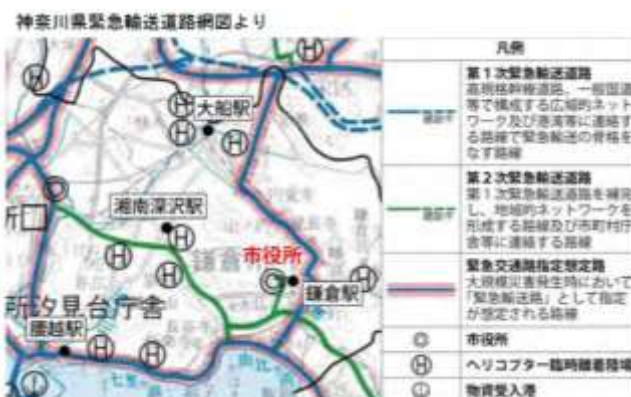 神奈川県緊急輸送道路網図より
大船駅
湘南深沢駅
市役所
鎌倉
鎌倉駅
所
所汐見台庁舎
腰越駅
凡例
第1次緊急輸送道路
高規格幹線道路、一般国道
等で構成する広域的ネット
ワーク及び港湾等に連絡す
る路線で緊急輸送の骨格を
なす路線
第2次緊急輸送道路
第1次緊急輸送道路を補完
し、地域的ネットワークを
形成する路線及び市町村庁
舎等に連絡する路線
緊急交通路指定想定路
大規模災害発生時において
「緊急輸送路」として指定
が想定される路線
市役所
H
ヘリコプター臨時離着陸場
物資受入港